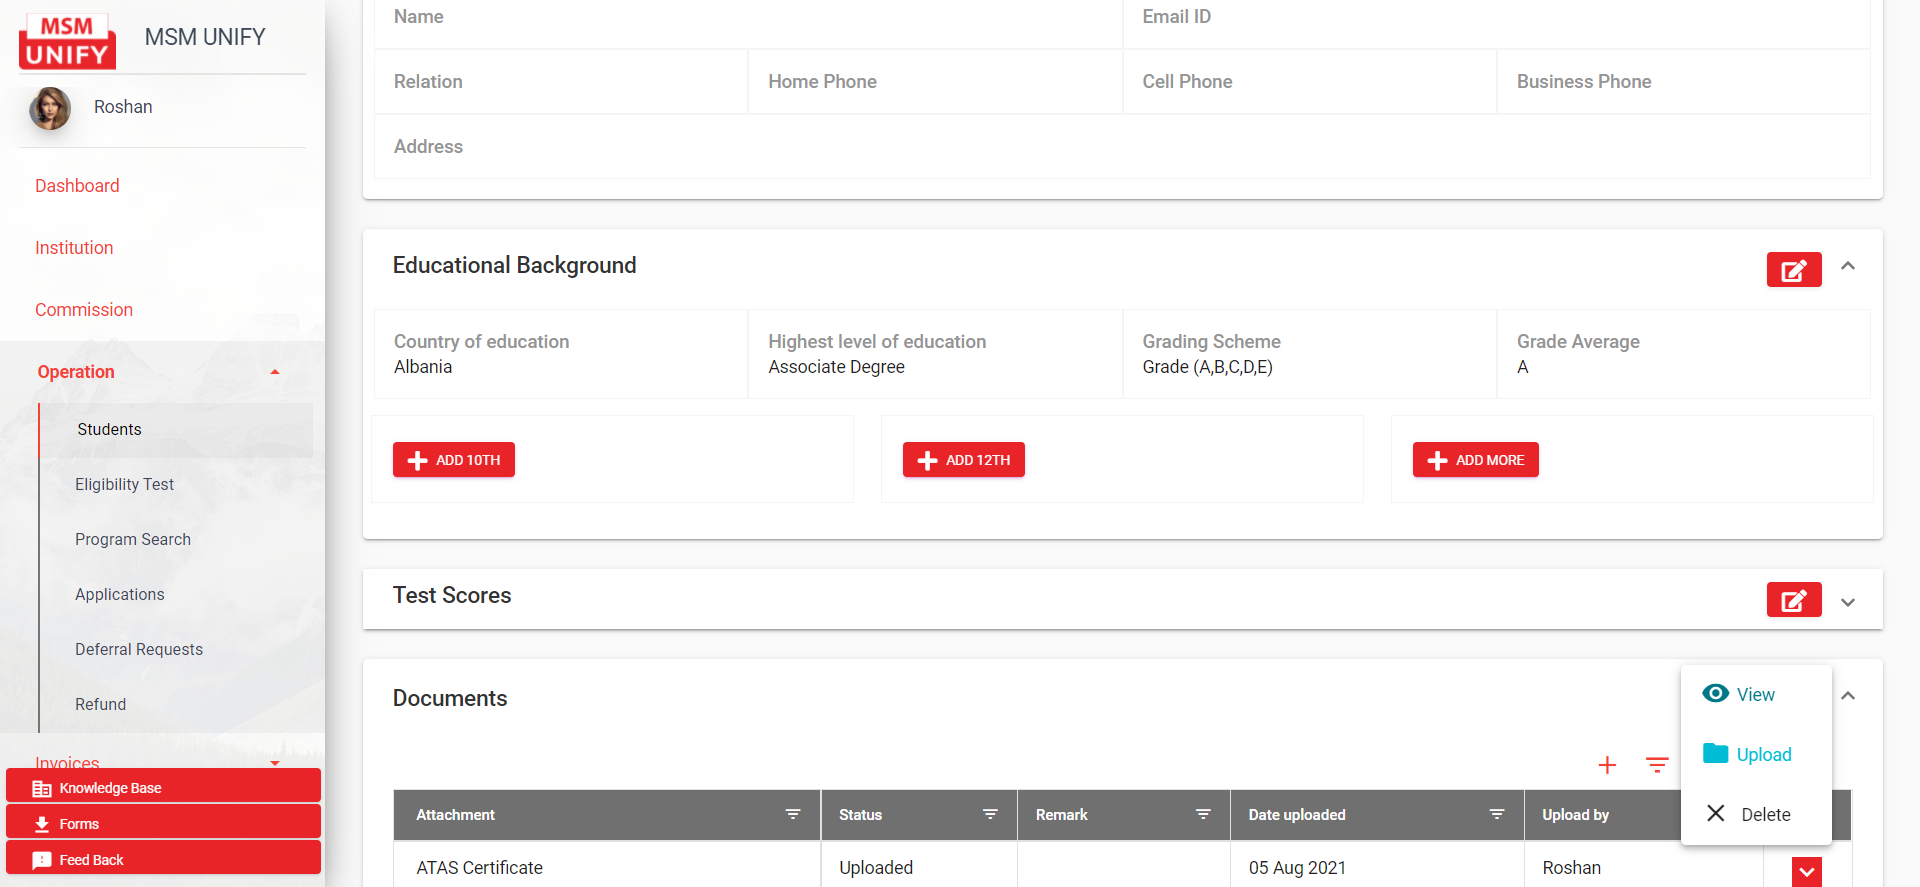 MSM
UNIFY
MSM UNIFY
Roshan
Dashboard
Institution
Commission
Operation
Students
Eligibility Test
Program Search
Applications
Deferral Requests
Refund
Invoices
Knowledge Base
Forms
Feed Back
Name
Email ID
Relation
Home Phone
Cell Phone
Business Phone
Address
Educational Background
Country of education
Albania
Highest level of education
Associate Degree
Grading Scheme
Grade (A,B,C,D,E)
Grade Average
A
ADD 10TH
ADD 12TH
ADD MORE
Test Scores
Documents
View
Upload
Delete
Attachment
Status
Remark
Date uploaded
Upload by
ATAS Certificate
Uploaded
05 Aug 2021
Roshan